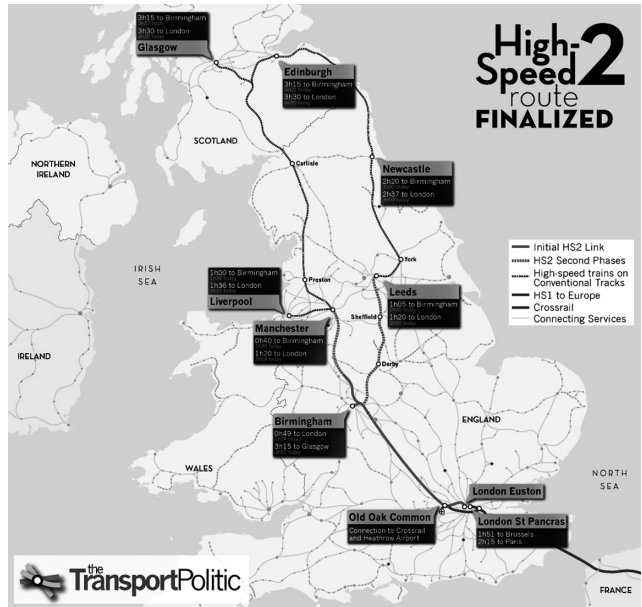 High-
Speed 2
route
FINALIZED
3h15 to Birmingham
3h30 to London
Glasgow
Edinburgh
3h15 to Birmingham
3h30 to London
SCOTLAND
NORTHERN
IRELAND
Carlisle
Newcastle
2h20 to Birmingham
2h37 to London
Initial HS2 Link
HS2 Second Phases
High-speed trains on
Conventional Tracks
HS1 to Europe
Crossrail
Connecting Services
IRISH
SEA
York
1h00 to Birmingham
1h36 to London
Liverpool
Preston
Leeds
1h05 to Birmingham
1h20 to London
Manchester
0h40 to Birmingham
1h20 to London
Sheffield
IRELAND
Derby
Birmingham
0h49 to London
3h15 to Glasgow
ENGLAND
WALES
NORTH
SEA
London Euston
Old Oak Common
Connection to Crossrail
and Heathrow Airport
London St Pancras
1h51 to Brussels
2h15 to Paris
the
TransportPolitic
FRANCE